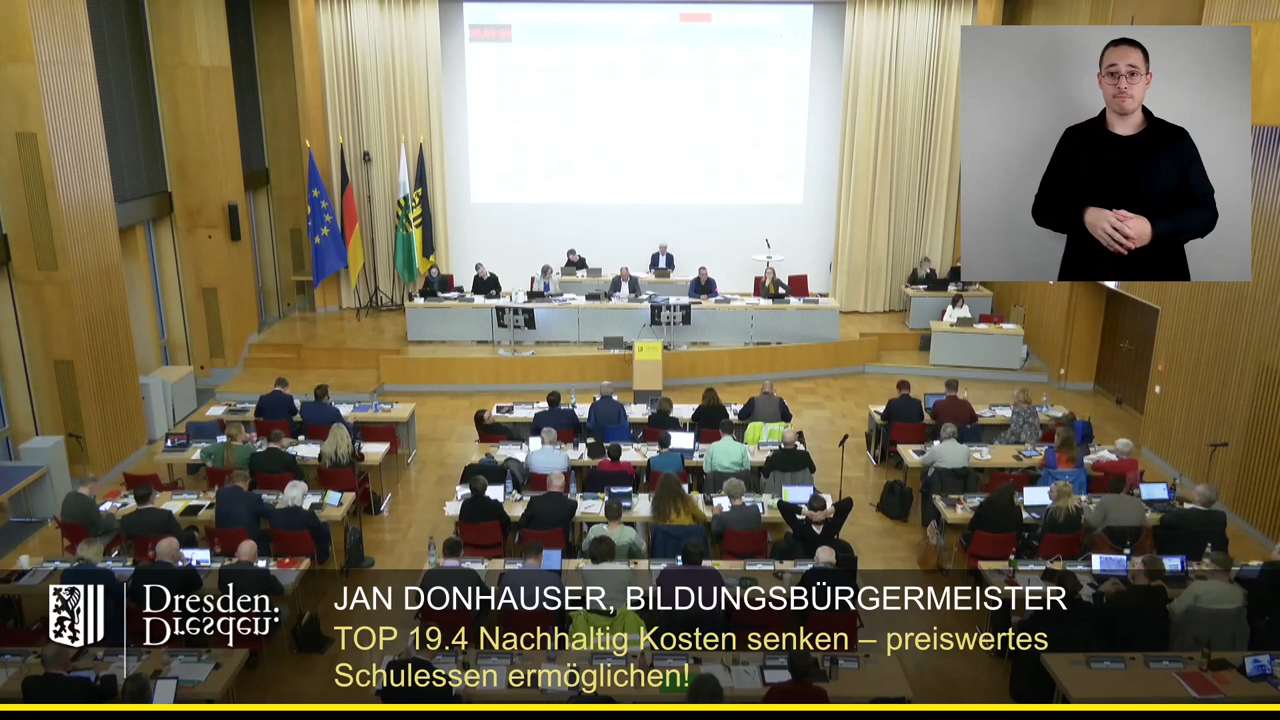 Dresden.
Dresden.
JAN DONHAUSER, BILDUNGSBÜRGERMEISTER
TOP 19.4 Nachhaltig Kosten senken – preiswertes
Schulessen ermöglichen!